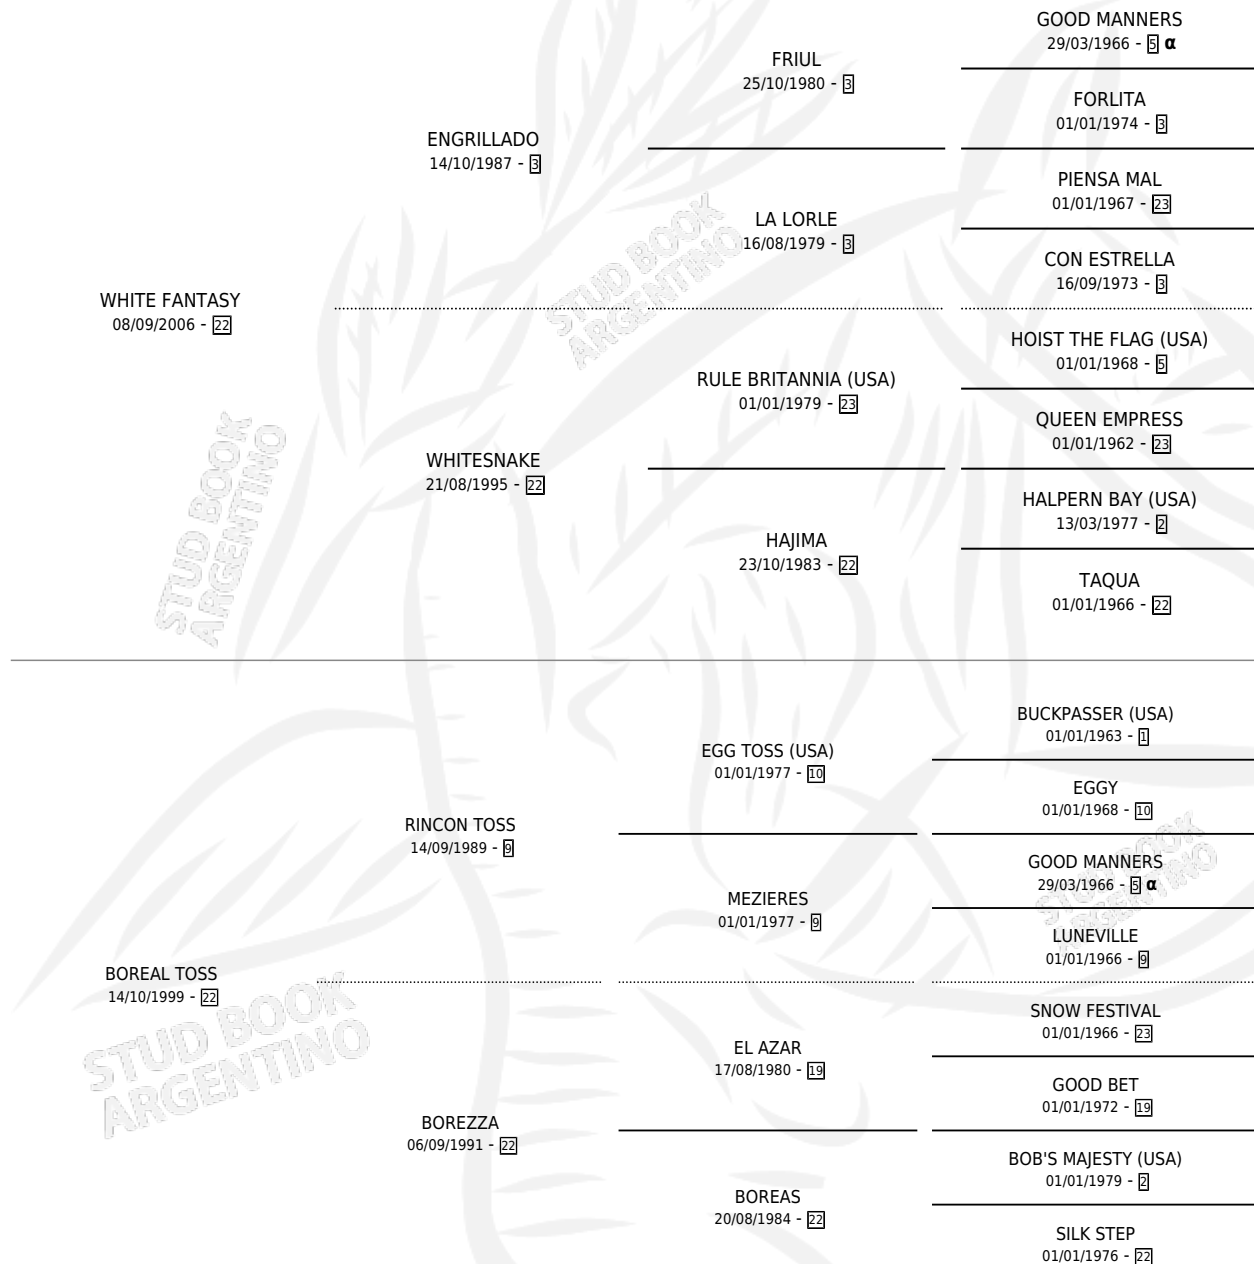 GOOD MANNERS
29/03/1966 - 5 α
FRIUL
25/10/1980 - 3
FORLITA
01/01/1974 - 3
ENGRILLADO
14/10/1987 - 3
PIENSA MAL
01/01/1967 - 23
LA LORLE
16/08/1979 - 3
CON ESTRELLA
16/09/1973 - 3
STUD BOOK
ARGENTINO
WHITE FANTASY
08/09/2006 - 22
HOIST THE FLAG (USA)
01/01/1968 - 5
RULE BRITANNIA (USA)
01/01/1979 - 23
QUEEN EMPRESS
01/01/1962 - 23
WHITESNAKE
21/08/1995 - 22
HALPERN BAY (USA)
13/03/1977 - 2
HAJIMA
23/10/1983 - 22
TAQUA
01/01/1966 - 22
STUD BOOK
ARGENTINO
BUCKPASSER (USA)
01/01/1963 - 1
EGG TOSS (USA)
01/01/1977 - 10
EGGY
01/01/1968 - 10
RINCON TOSS
14/09/1989 - 9
GOOD MANNERS
29/03/1966 - 5 α
MEZIERES
01/01/1977 - 9
LUNEVILLE
01/01/1966 - 9
STUD BOOK
ARGENTINO
BOREAL TOSS
14/10/1999 - 22
SNOW FESTIVAL
01/01/1966 - 23
EL AZAR
17/08/1980 - 19
GOOD BET
01/01/1972 - 19
BOREZZA
06/09/1991 - 22
BOB'S MAJESTY (USA)
01/01/1979 - 2
BOREAS
20/08/1984 - 22
SILK STEP
01/01/1976 - 22
STUD BOOK
ARGENTINO